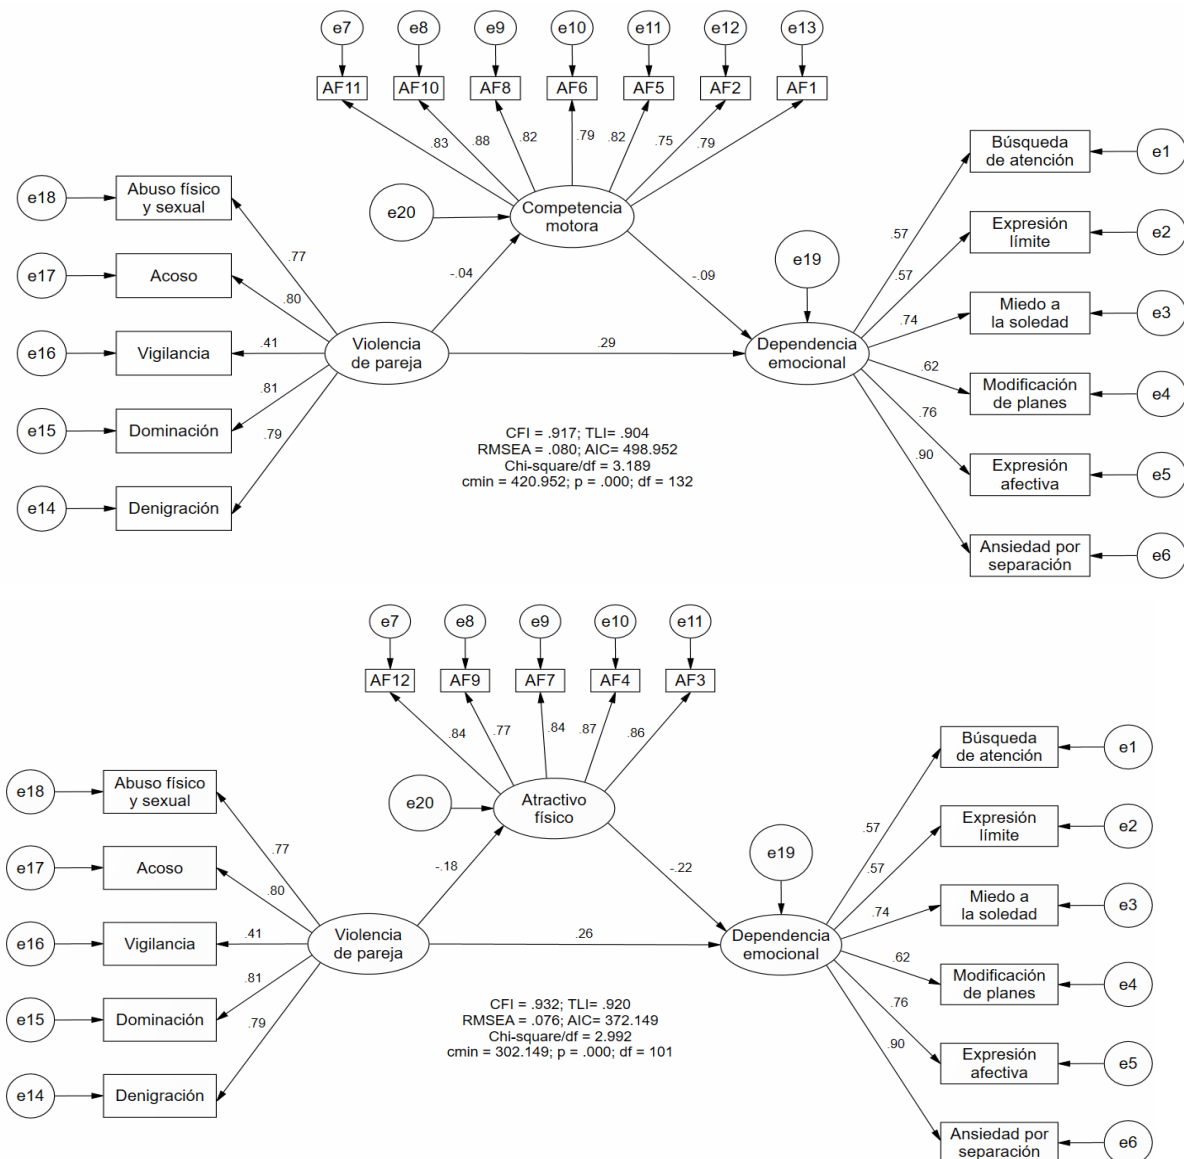 e7 e8 e9 e10 e11 e12 e13
AF11 AF10 AF8 AF6 AF5 AF2 AF1
.83 .88 .82 .79 .82 .75 .79
Competencia
motora
e20
e18 Abuso físico
y sexual
e17 Acoso
e16 Vigilancia
e15 Dominación
e14 Denigración
.77
.80
.41
.81
.79
Violencia
de pareja
-.04
-.09
.29
e19
Dependencia
emocional
.57
.57
.74
.62
.76
.90
Búsqueda
de atención
e1
Expresión
límite
e2
Miedo a
la soledad
e3
Modificación
de planes
e4
Expresión
afectiva
e5
Ansiedad por
separación
e6
CFI = .917; TLI= .904
RMSEA = .080; AIC= 498.952
Chi-square/df = 3.189
cmin = 420.952; p = .000; df = 132
e7 e8 e9 e10 e11
AF12 AF9 AF7 AF4 AF3
.84 .77 .84 .87 .86
Atractivo
físico
e20
e18 Abuso físico
y sexual
e17 Acoso
e16 Vigilancia
e15 Dominación
e14 Denigración
.77
.80
.41
.81
.79
Violencia
de pareja
-.18
-.22
.26
e19
Dependencia
emocional
.57
.57
.74
.62
.76
.90
Búsqueda
de atención
e1
Expresión
límite
e2
Miedo a
la soledad
e3
Modificación
de planes
e4
Expresión
afectiva
e5
Ansiedad por
separación
e6
CFI = .932; TLI= .920
RMSEA = .076; AIC= 372.149
Chi-square/df = 2.992
cmin = 302.149; p = .000; df = 101